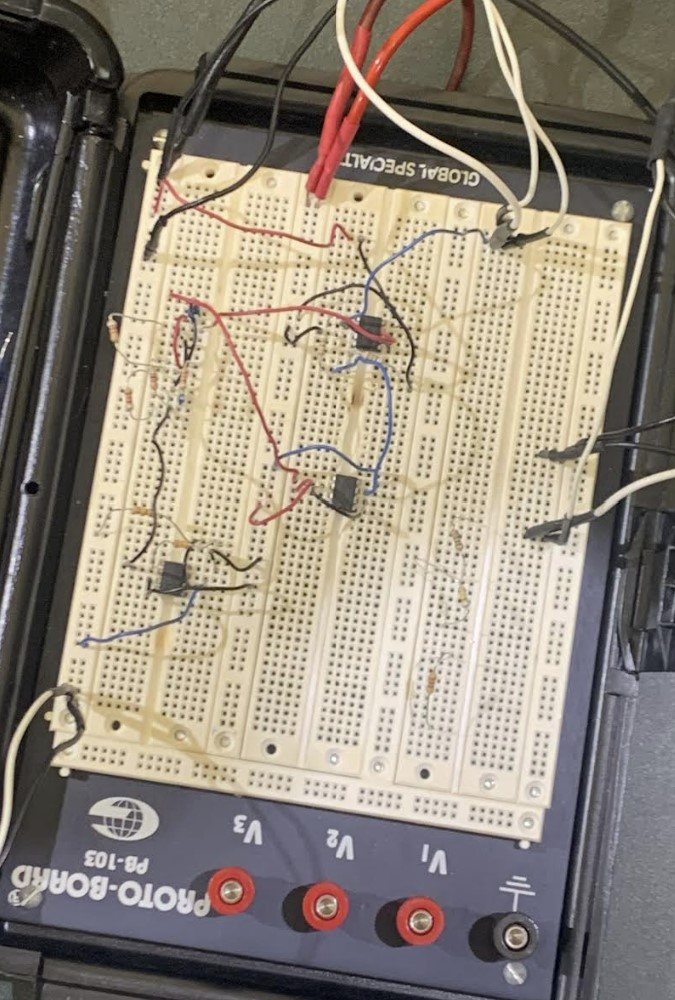 GLOBAL SPECIALT
V₁
V₂
V₃
PROTO-BOARD
PB-103